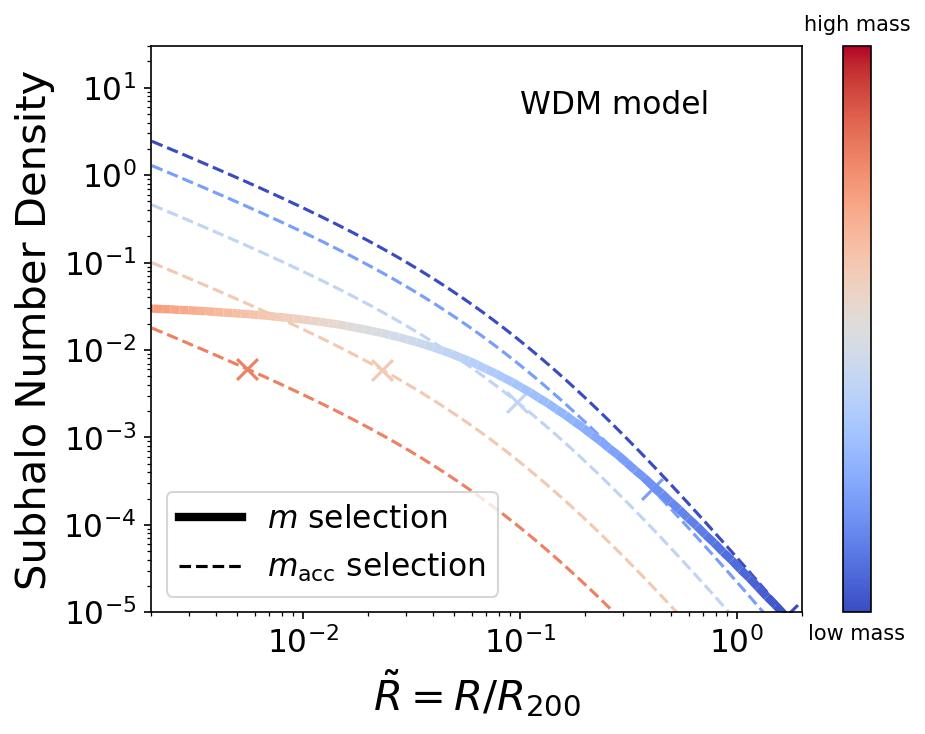 high mass
WDM model
Subhalo Number Density
10¹
10⁰
10⁻¹
10⁻²
10⁻³
10⁻⁴
10⁻⁵
m selection
m_acc selection
10⁻² 10⁻¹ 10⁰
low mass
R̃ = R/R₂₀₀